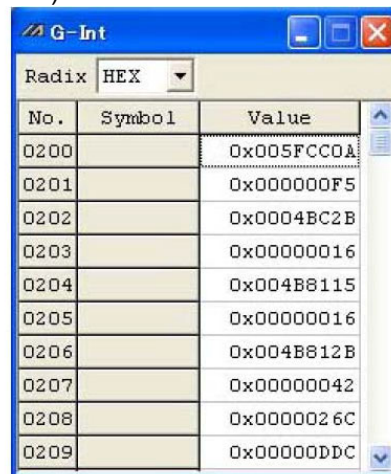 G-Int
Radix HEX
No. Symbol Value
0200 0x005FCC0A
0201 0x000000F5
0202 0x0004BC2B
0203 0x00000016
0204 0x004B8115
0205 0x00000016
0206 0x004B812B
0207 0x00000042
0208 0x0000026C
0209 0x00000DDC